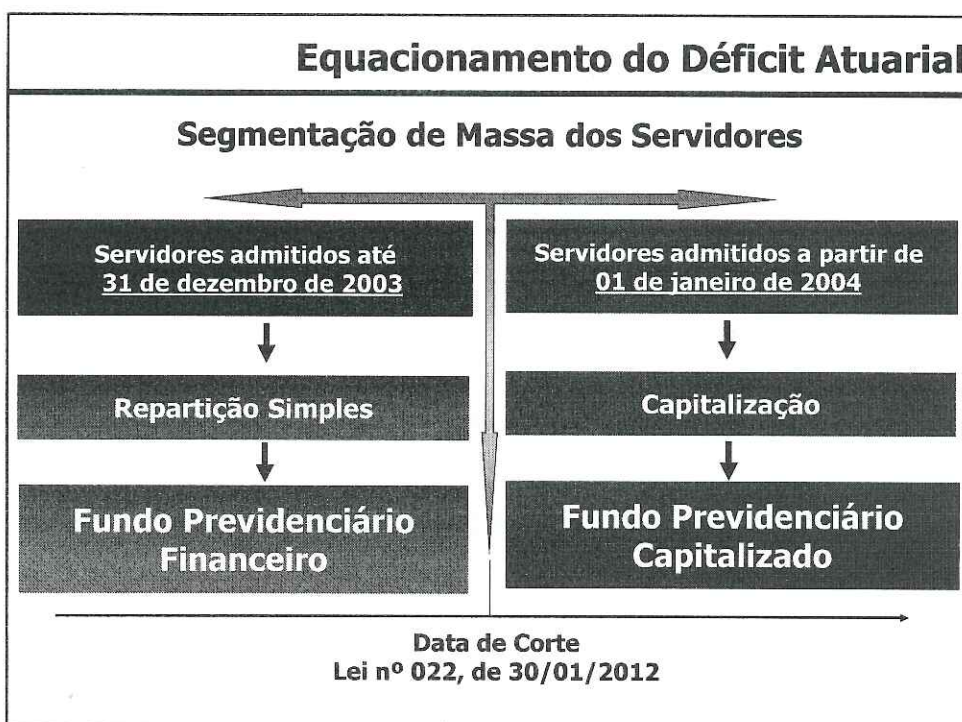 Equacionamento do Déficit Atuarial
Segmentação de Massa dos Servidores
Servidores admitidos até
31 de dezembro de 2003
Repartição Simples
Fundo Previdenciário
Financeiro
Servidores admitidos a partir de
01 de janeiro de 2004
Capitalização
Fundo Previdenciário
Capitalizado
Data de Corte
Lei nº 022, de 30/01/2012